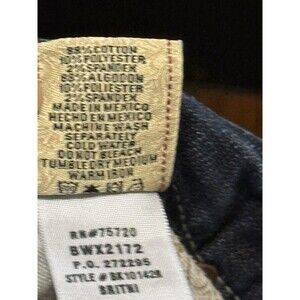 88% COTTON
10% POLYESTER
2% SPANDEX
88% ALGODON
10% POLIESTER
2% SPANDEX
MADE IN MEXICO
HECHO EN MEXICO
MACHINE WASH
SEPARATELY
COLD WATER
DO NOT BLEACH
TUMBLE DRY MEDIUM
WARM IRON
RN#75720
BWX2172
P.O. 272295
STYLE # BK10142R
BRITNI